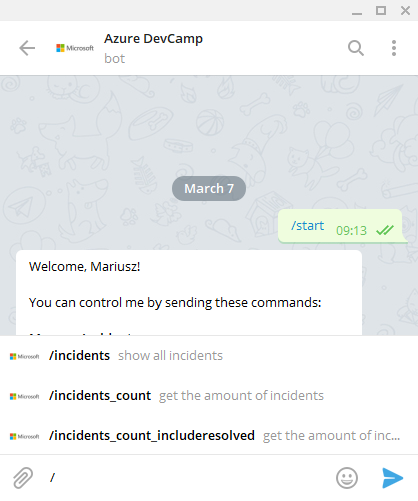 Microsoft Azure DevCamp
bot
March 7
/start 09:13
Welcome, Mariusz!
You can control me by sending these commands:
Microsoft /incidents show all incidents
Microsoft /incidents_count get the amount of incidents
Microsoft /incidents_count_includeresolved get the amount of inc...
/